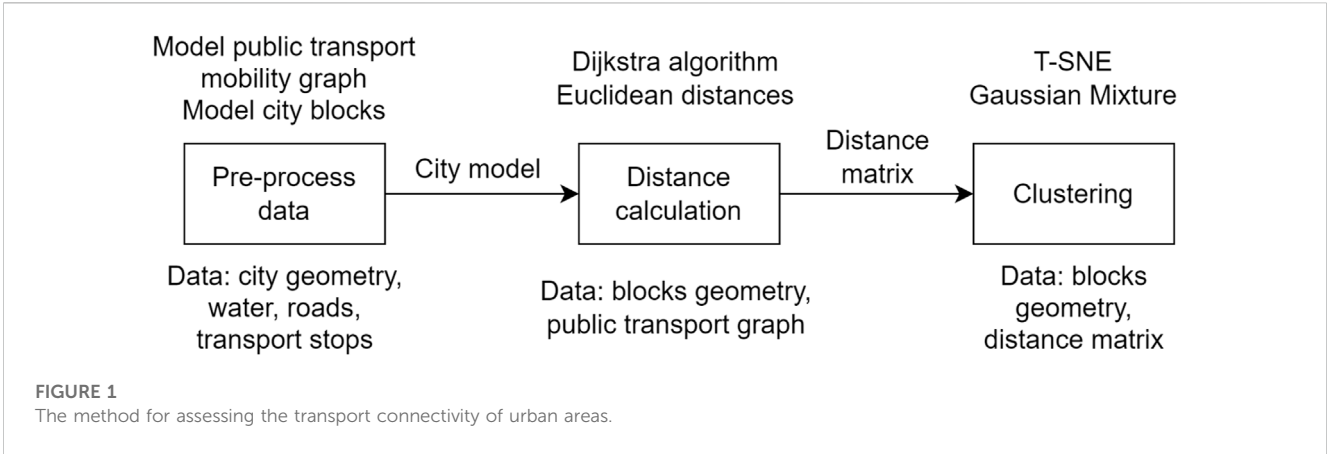 Model public transport
mobility graph
Model city blocks
Dijkstra algorithm
Euclidean distances
T-SNE
Gaussian Mixture
Pre-process
data
City model
Distance
calculation
Distance
matrix
Clustering
Data: city geometry,
water, roads,
transport stops
Data: blocks geometry,
public transport graph
Data: blocks
geometry,
distance matrix
FIGURE 1
The method for assessing the transport connectivity of urban areas.